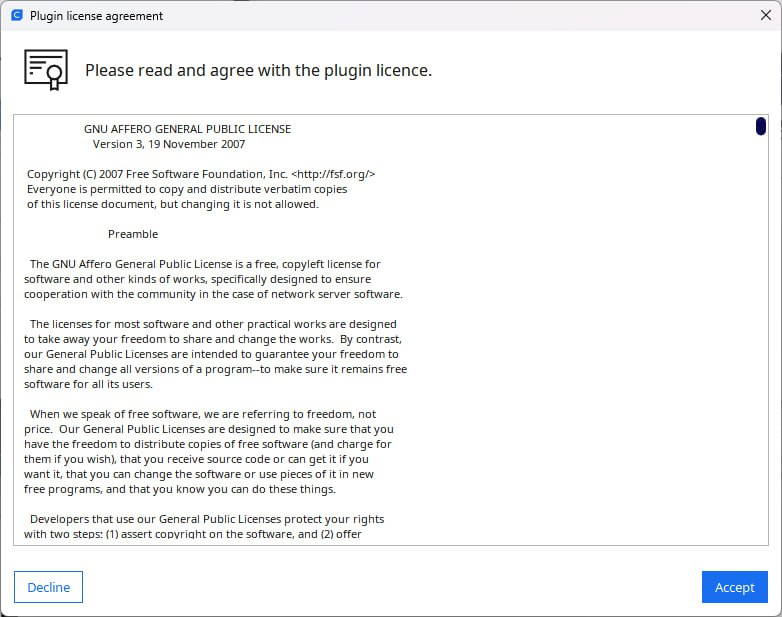 Plugin license agreement
Please read and agree with the plugin licence.
GNU AFFERO GENERAL PUBLIC LICENSE
Version 3, 19 November 2007
Copyright (C) 2007 Free Software Foundation, Inc. <http://fsf.org/>
Everyone is permitted to copy and distribute verbatim copies
of this license document, but changing it is not allowed.
Preamble
The GNU Affero General Public License is a free, copyleft license for
software and other kinds of works, specifically designed to ensure
cooperation with the community in the case of network server software.
The licenses for most software and other practical works are designed
to take away your freedom to share and change the works.  By contrast,
our General Public Licenses are intended to guarantee your freedom to
share and change all versions of a program--to make sure it remains free
software for all its users.
When we speak of free software, we are referring to freedom, not
price.  Our General Public Licenses are designed to make sure that you
have the freedom to distribute copies of free software (and charge for
them if you wish), that you receive source code or can get it if you
want it, that you can change the software or use pieces of it in new
free programs, and that you know you can do these things.
Developers that use our General Public Licenses protect your rights
with two steps: (1) assert copyright on the software, and (2) offer
Decline
Accept